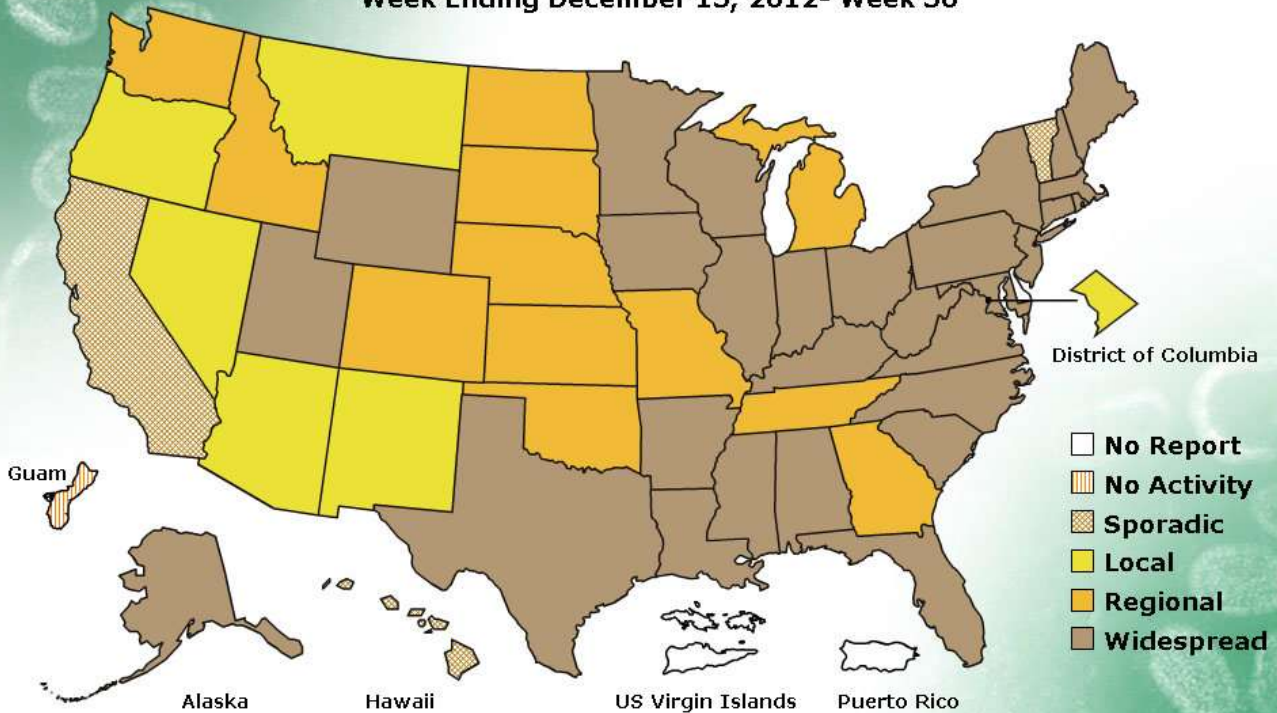 Week Ending December 15, 2012- Week 50
District of Columbia
No Report
Guam
No Activity
Sporadic
Local
Regional
Widespread
Alaska
Hawaii
US Virgin Islands
Puerto Rico